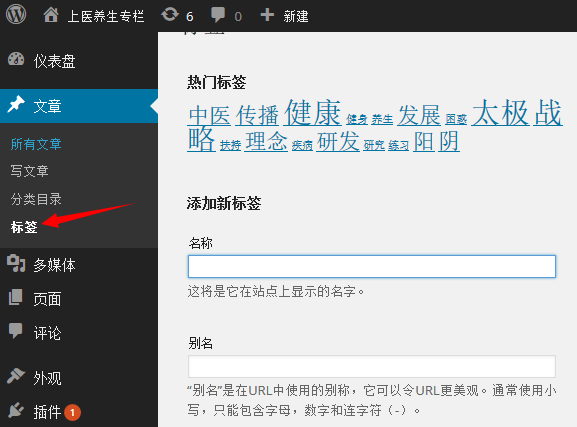 上医养生专栏 6 0 + 新建
仪表盘
文章
所有文章
写文章
分类目录
标签
多媒体
页面
评论
外观
插件 1
热门标签
中医 传播 健康 健身 养生 发展 困惑 太极 战
略 扶持 理念 疾病 研发 研究 练习 阳 阴
添加新标签
名称
这将是它在站点上显示的名字。
别名
“别名”是在URL中使用的别称，它可以令URL更美观。通常使用小
写，只能包含字母，数字和连字符（-）。